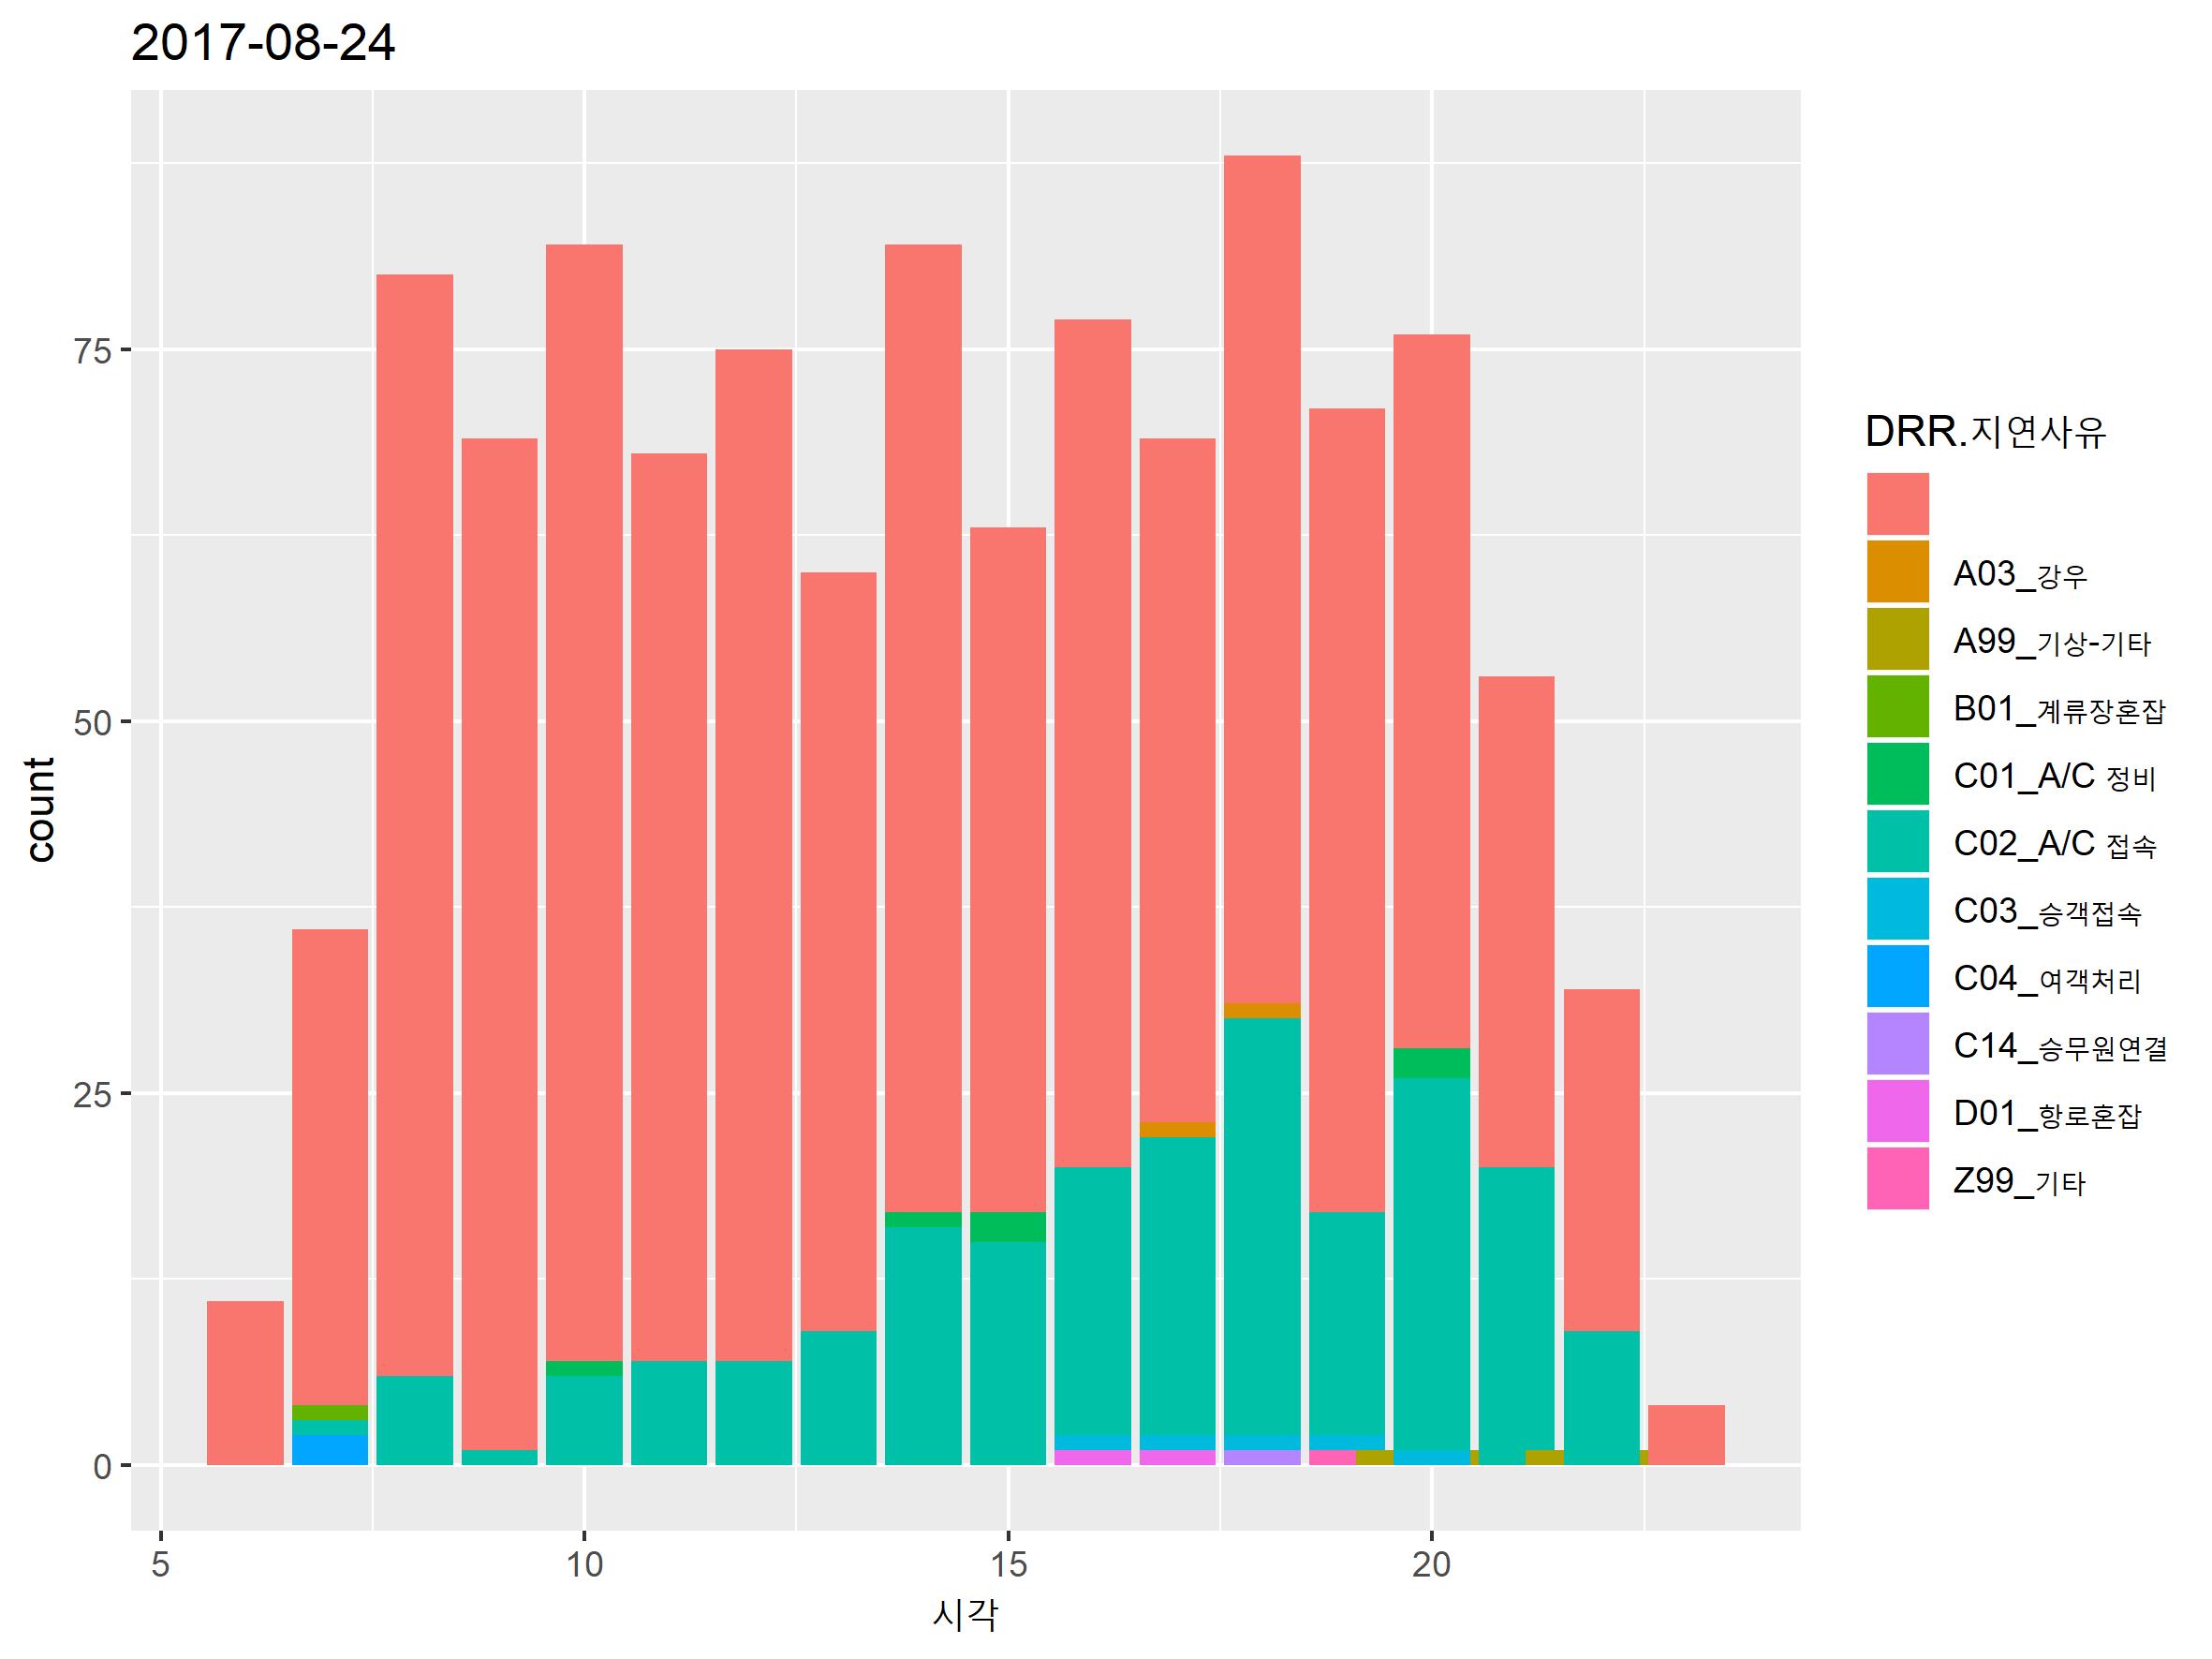 2017-08-24
count
75
50
25
0
5 10 15 20
시각
DRR.지연사유
A03_강우
A99_기상-기타
B01_계류장혼잡
C01_A/C 정비
C02_A/C 접속
C03_승객접속
C04_여객처리
C14_승무원연결
D01_항로혼잡
Z99_기타